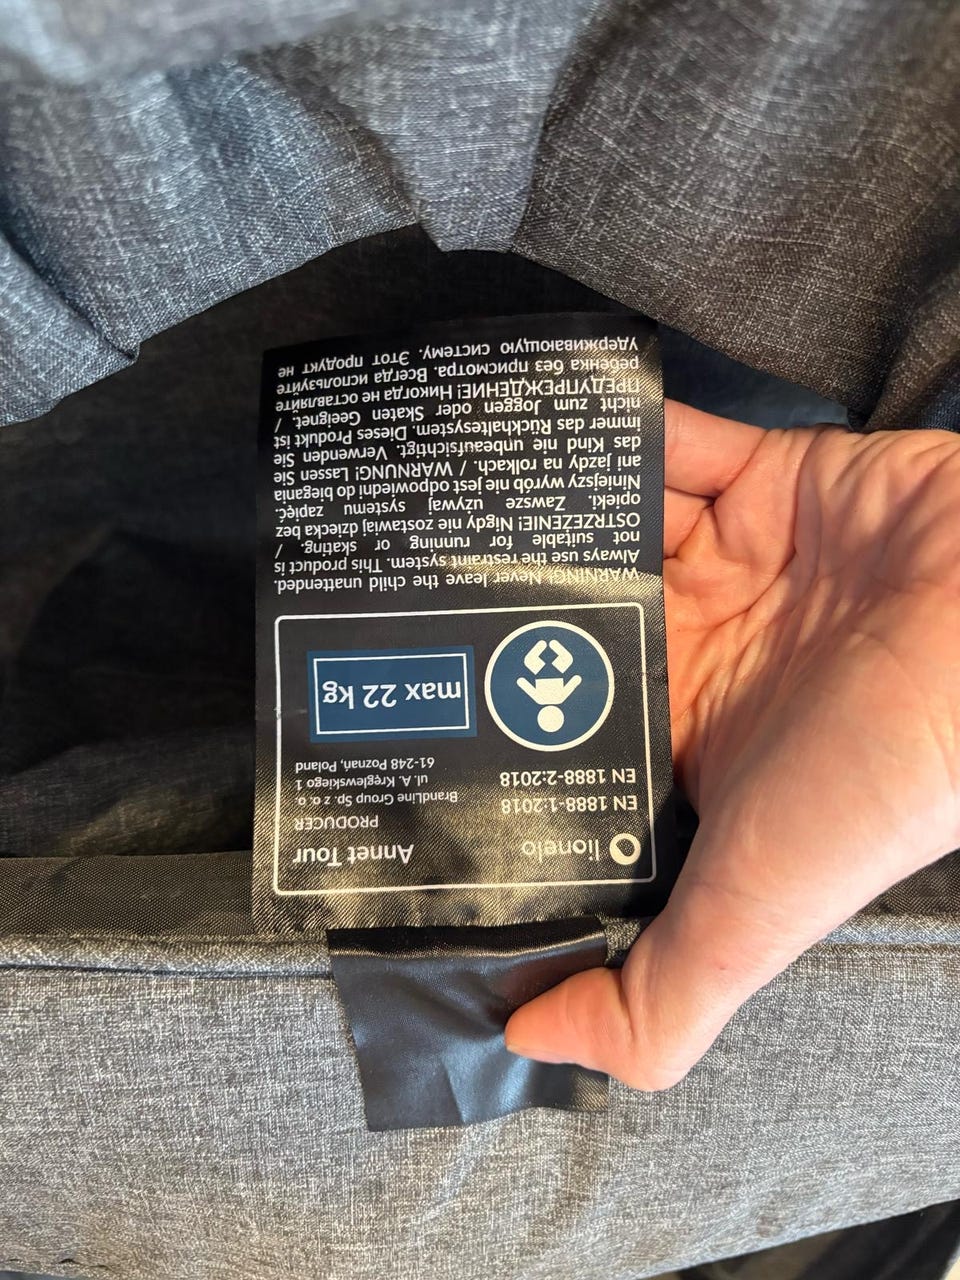 lionelo
Annet Tour
EN 1888-1:2018
EN 1888-2:2018
PRODUCER
BrandLine Group Sp. z o. o.
ul. A. Kręglewskiego 1
61-248 Poznań, Poland
max 22 kg
WARNING! Never leave the child unattended.
Always use the restraint system. This product is
not suitable for running or skating. /
OSTRZEŻENIE! Nigdy nie zostawiaj dziecka bez
opieki. Zawsze używaj systemu zapięć.
Niniejszy wyrób nie jest odpowiedni do biegania
ani jazdy na rolkach. / WARNUNG! Lassen Sie
das Kind nie unbeaufsichtigt. Verwenden Sie
immer das Rückhaltesystem. Dieses Produkt ist
nicht zum Joggen oder Skaten Geeignet. /
ПРЕДУПРЕЖДЕНИЕ! Никогда не оставляйте
ребёнка без присмотра. Всегда используйте
удерживающую систему. Этот продукт не